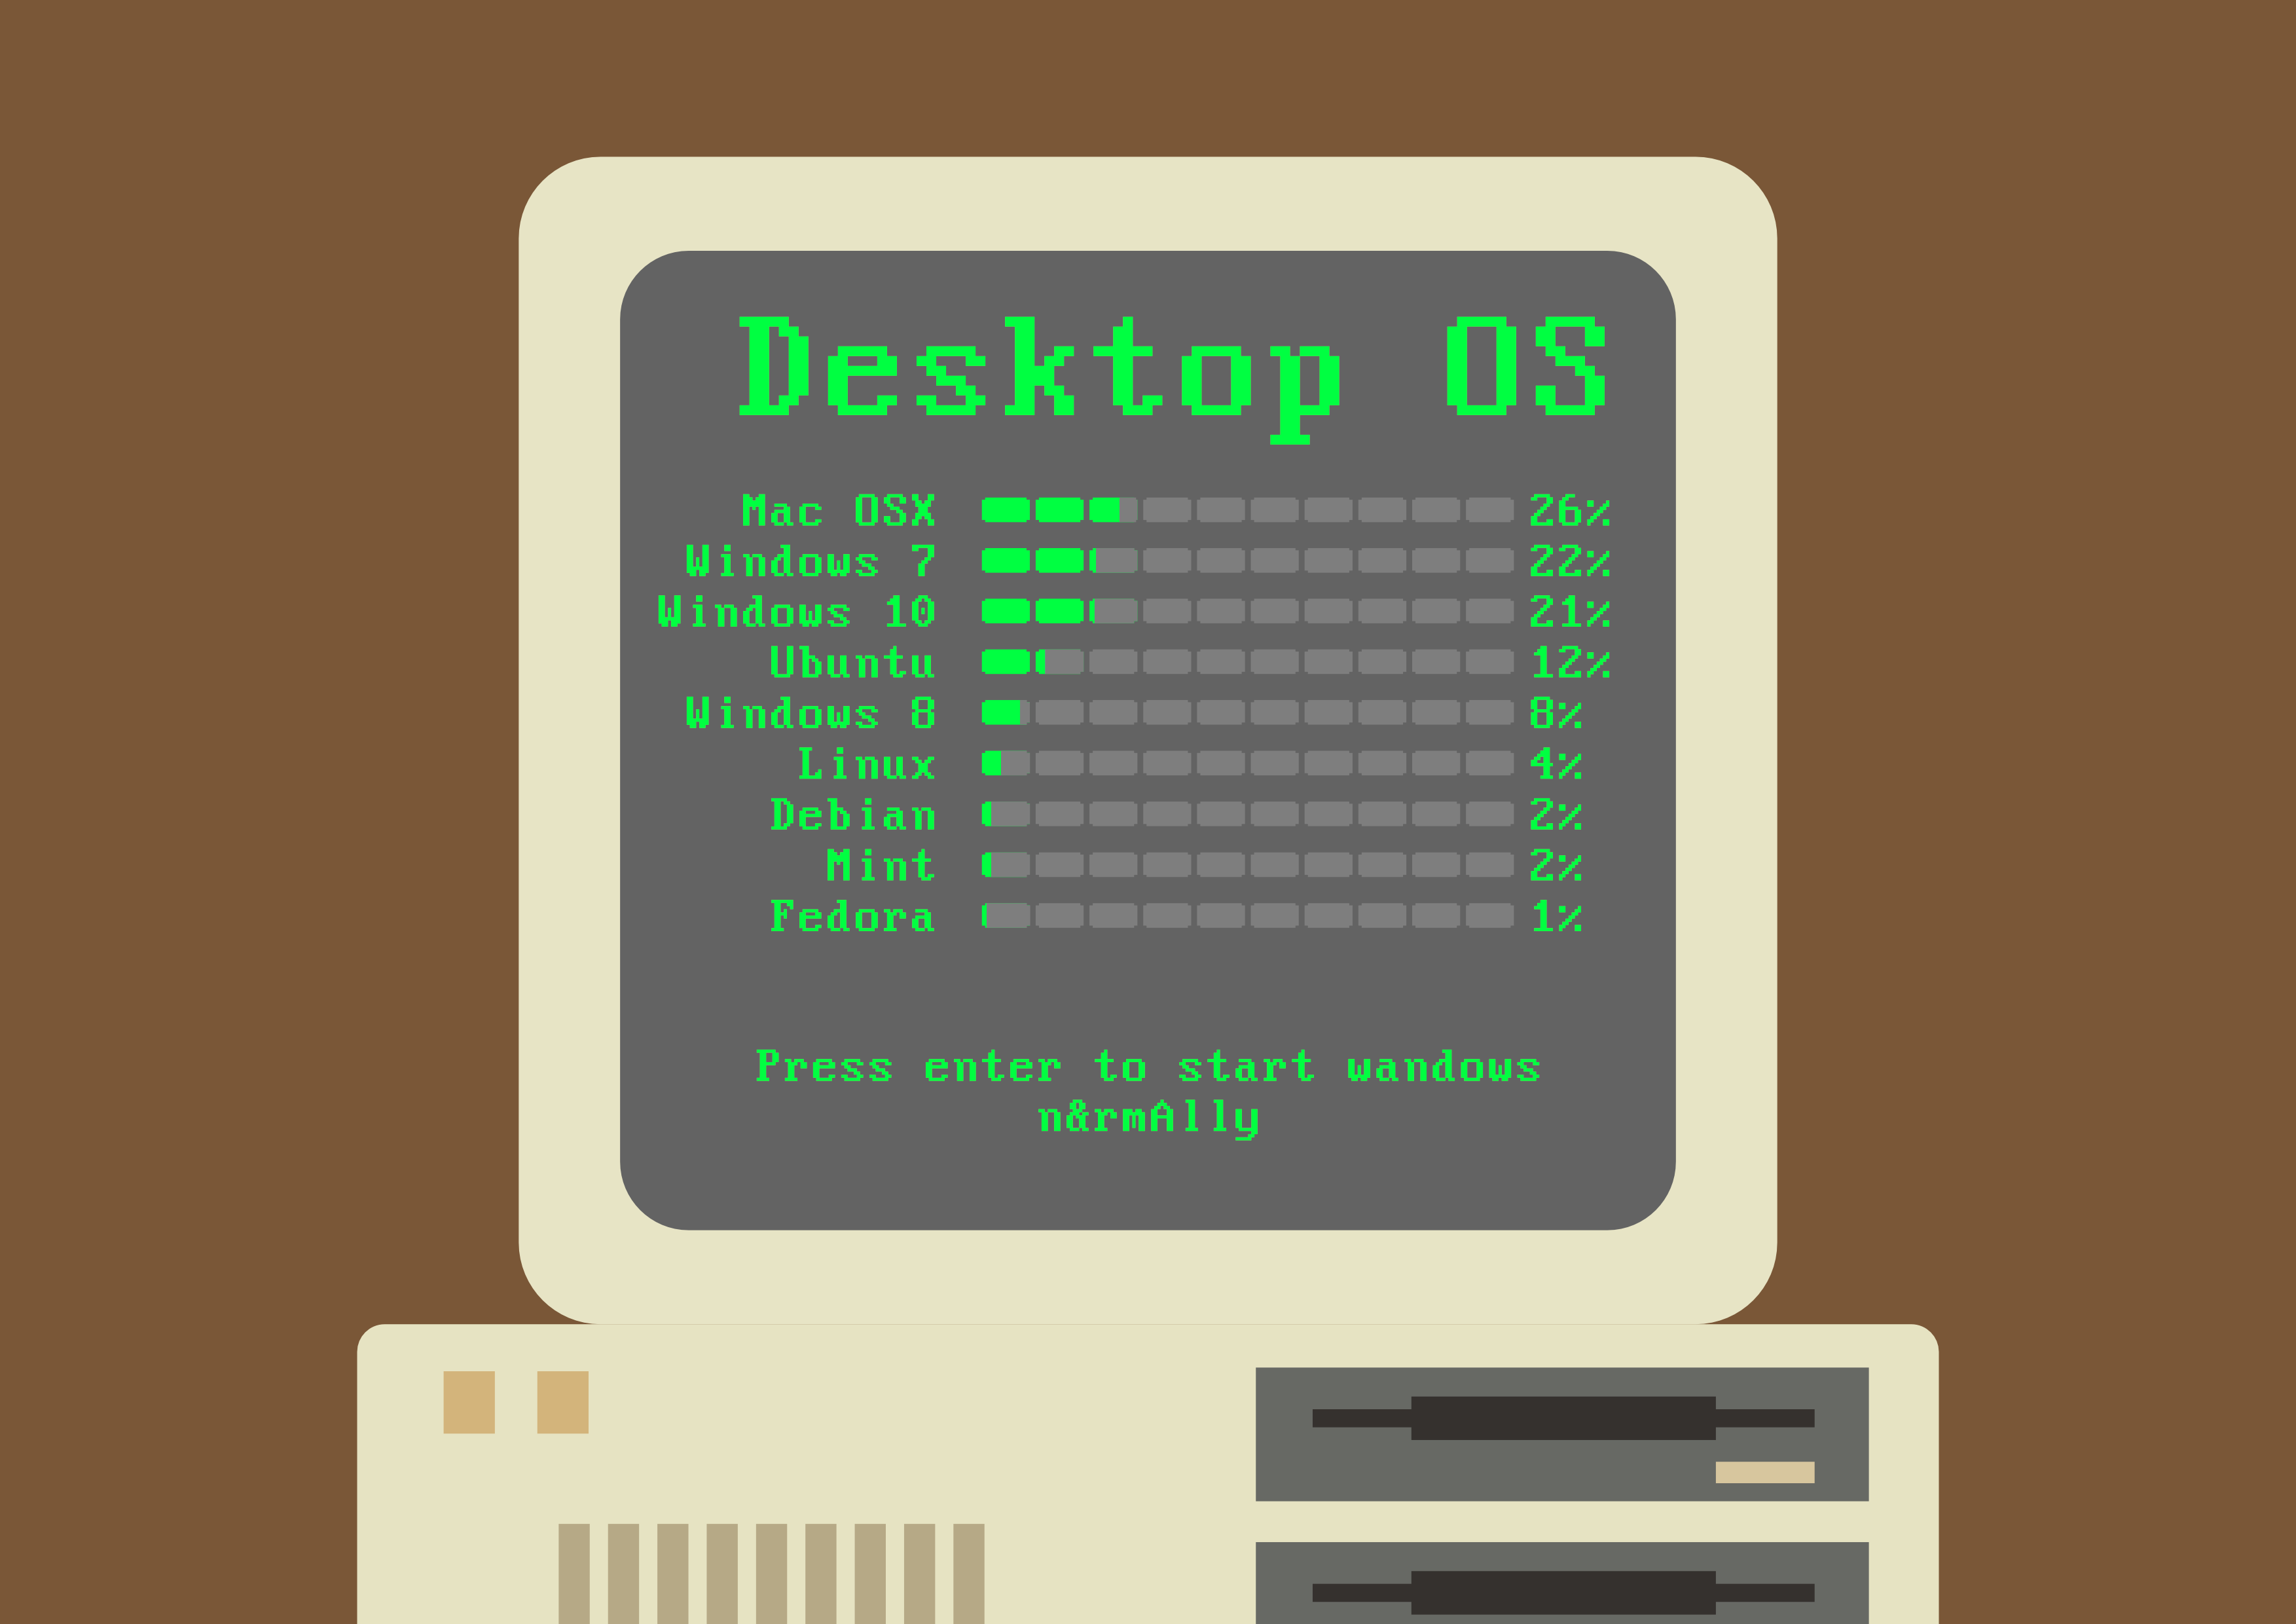 Desktop OS
Mac OSX 26%
Windows 7 22%
Windows 10 21%
Ubuntu 12%
Windows 8 8%
Linux 4%
Debian 2%
Mint 2%
Fedora 1%
Press enter to start wandows
n&rmAlly